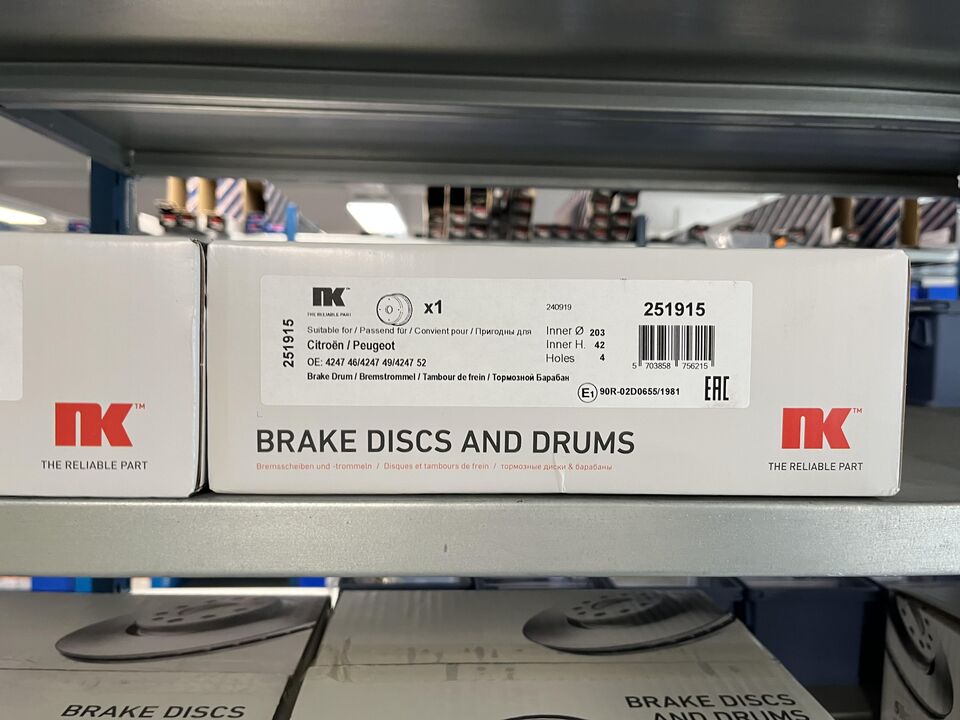 NK™
THE RELIABLE PART
251915
NK™
THE RELIABLE PART
x1
240919
251915
Suitable for / Passend für / Convient pour / Пригодны для
Citroën / Peugeot
OE: 4247 46/4247 49/4247 52
Brake Drum / Bremstrommel / Tambour de frein / Тормозной Барабан
Inner Ø 203
Inner H. 42
Holes 4
5 703858 756215
E1 90R-02D0655/1981
EAC
BRAKE DISCS AND DRUMS
Bremsscheiben und -trommeln / Disques et tambours de frein / тормозные диски & барабаны
NK™
THE RELIABLE PART
BRAKE DISCS
BRAKE DISCS
AND DRUMS